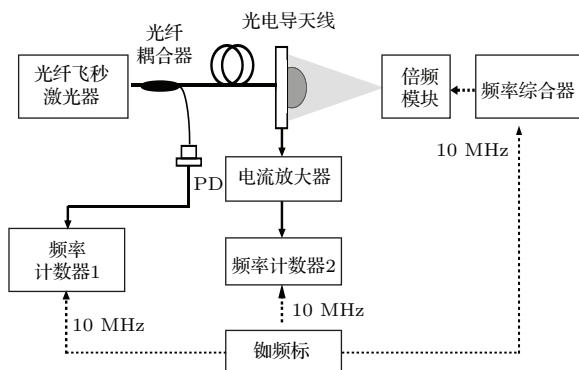 光纤
耦合器
光电导天线
光纤飞秒
激光器
倍频
模块
频率综合器
10 MHz
PD
电流放大器
频率
计数器1
频率计数器2
10 MHz
10 MHz
铷频标